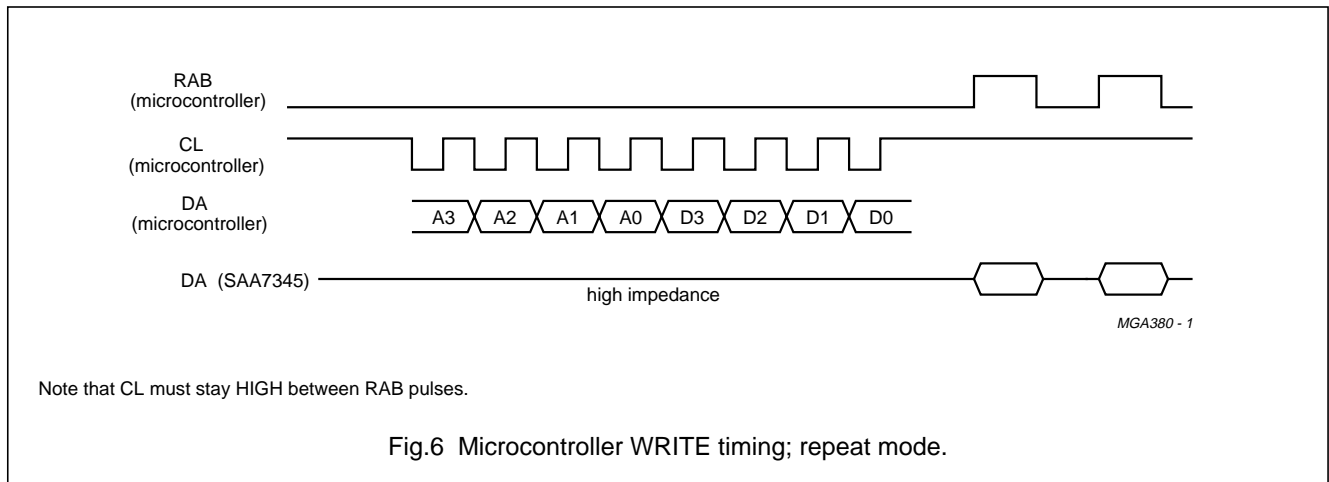 RAB
(microcontroller)
CL
(microcontroller)
DA
(microcontroller)
A3 A2 A1 A0 D3 D2 D1 D0
DA (SAA7345)
high impedance
MGA380 - 1
Note that CL must stay HIGH between RAB pulses.
Fig.6 Microcontroller WRITE timing; repeat mode.